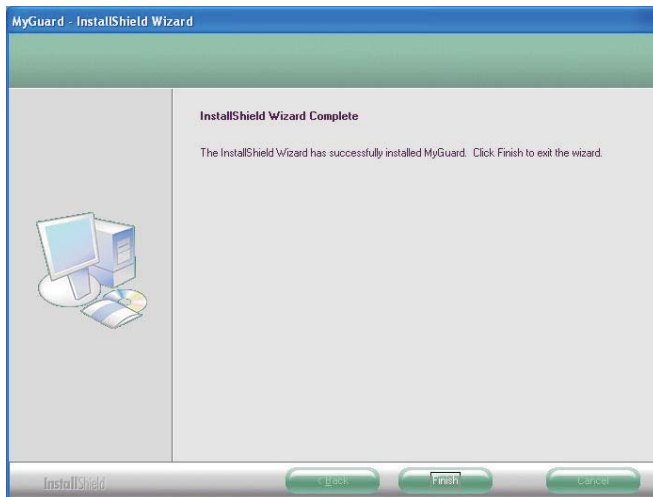 MyGuard - InstallShield Wizard
InstallShield Wizard Complete
The InstallShield Wizard has successfully installed MyGuard. Click Finish to exit the wizard.
InstallShield
< Back
Finish
Cancel